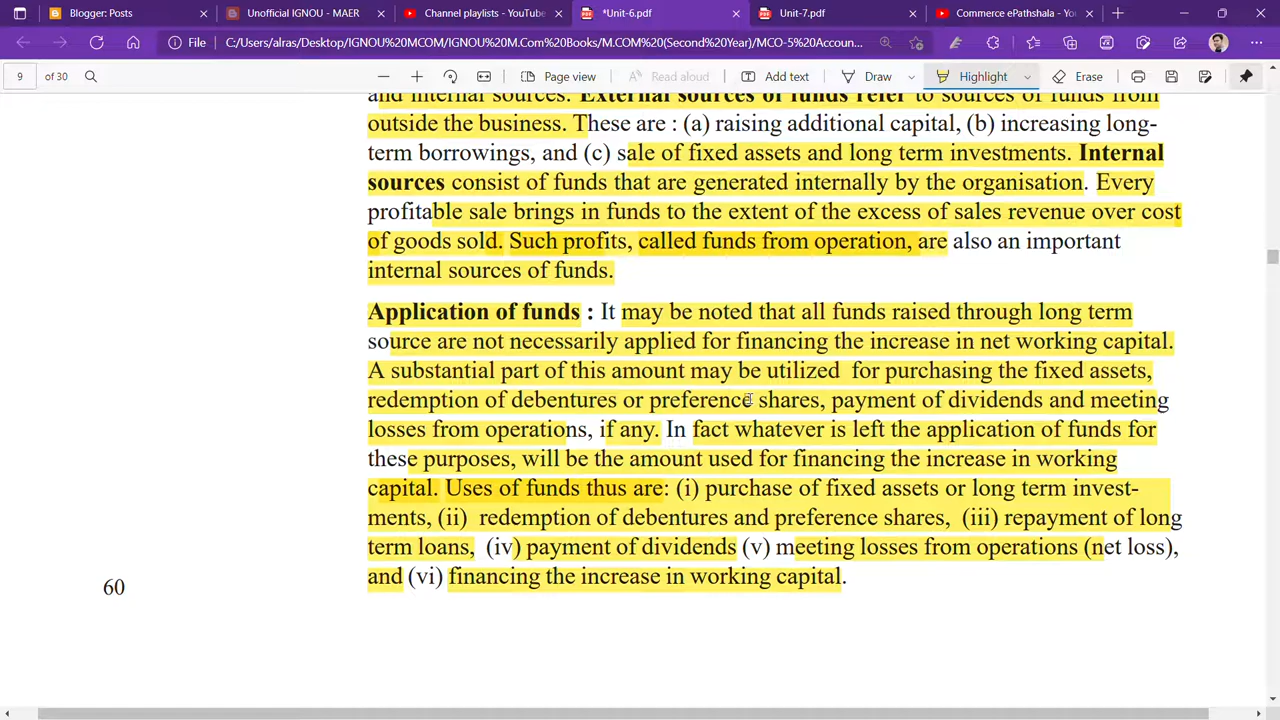 Blogger: Posts
Unofficial IGNOU - MAER
Channel playlists - YouTube
*Unit-6.pdf
Unit-7.pdf
Commerce ePathshala - YouTu
File
C:/Users/alras/Desktop/IGNOU%20MCOM/IGNOU%20M.Com%20Books/M.COM%20(Second%20Year)/MCO-5%20Accoun...
9 of 30
Page view
Read aloud
Add text
Draw
Highlight
Erase
and internal sources. External sources of funds refer to sources of funds from
outside the business. These are : (a) raising additional capital, (b) increasing long-
term borrowings, and (c) sale of fixed assets and long term investments. Internal
sources consist of funds that are generated internally by the organisation. Every
profitable sale brings in funds to the extent of the excess of sales revenue over cost
of goods sold. Such profits, called funds from operation, are also an important
internal sources of funds.
Application of funds : It may be noted that all funds raised through long term
source are not necessarily applied for financing the increase in net working capital.
A substantial part of this amount may be utilized for purchasing the fixed assets,
redemption of debentures or preference shares, payment of dividends and meeting
losses from operations, if any. In fact whatever is left the application of funds for
these purposes, will be the amount used for financing the increase in working
capital. Uses of funds thus are: (i) purchase of fixed assets or long term invest-
ments, (ii) redemption of debentures and preference shares, (iii) repayment of long
term loans, (iv) payment of dividends (v) meeting losses from operations (net loss),
and (vi) financing the increase in working capital.
60